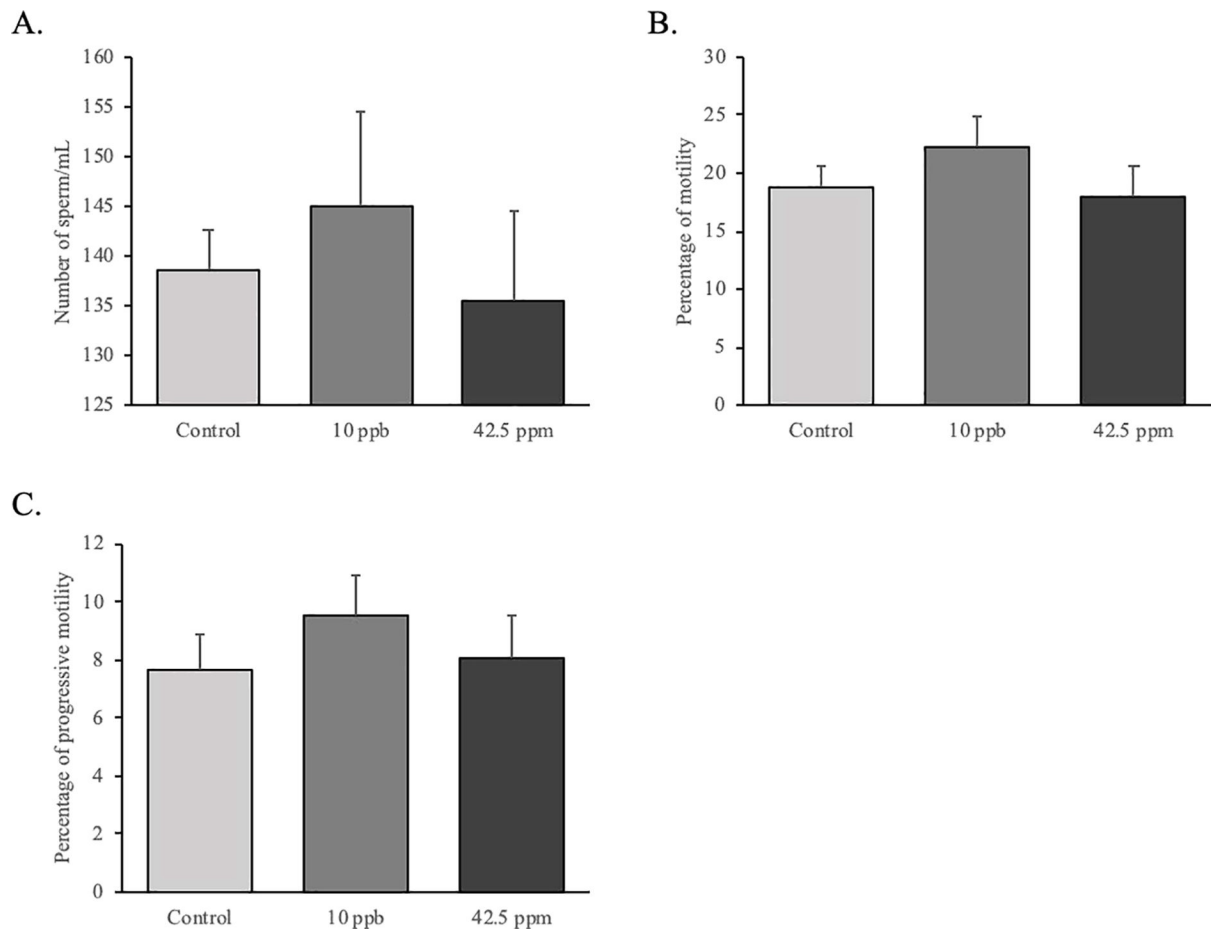 A.
Number of sperm/mL
160
155
150
145
140
135
130
125
Control 10 ppb 42.5 ppm
B.
Percentage of motility
30
25
20
15
10
5
0
Control 10 ppb 42.5 ppm
C.
Percentage of progressive motility
12
10
8
6
4
2
0
Control 10 ppb 42.5 ppm